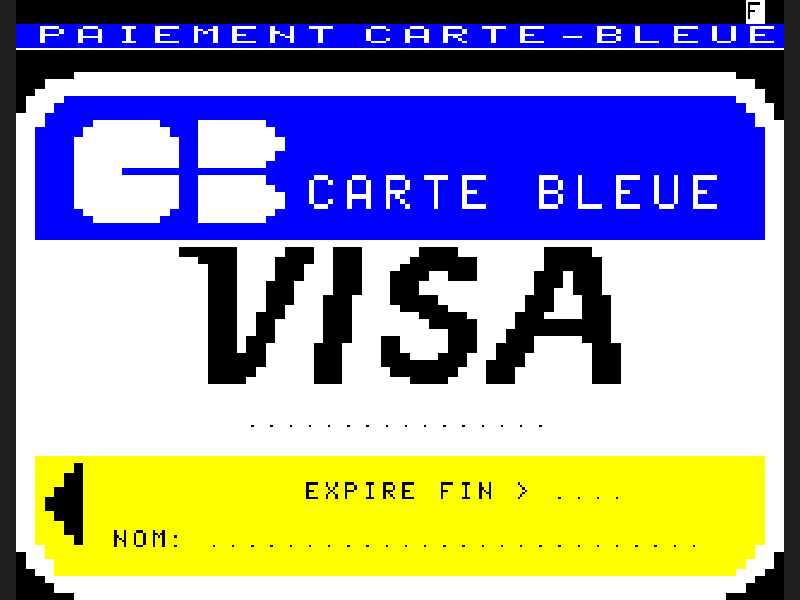 F
PAIEMENT CARTE-BLEUE
CB CARTE BLEUE
VISA
................
EXPIRE FIN > ....
NOM: ..........................